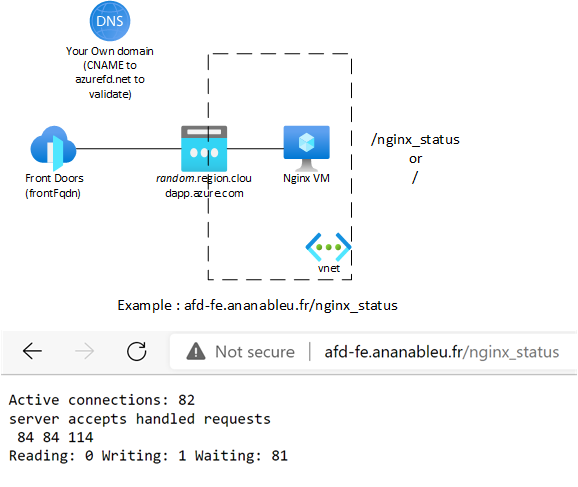 DNS
Your Own domain
(CNAME to
azurefd.net to
validate)
Front Doors
(frontFqdn)
random.region.clou
dapp.azure.com
Nginx VM
/nginx_status
or
/
vnet
Example : afd-fe.ananableu.fr/nginx_status
Not secure | afd-fe.ananableu.fr/nginx_status
Active connections: 82
server accepts handled requests
84 84 114
Reading: 0 Writing: 1 Waiting: 81